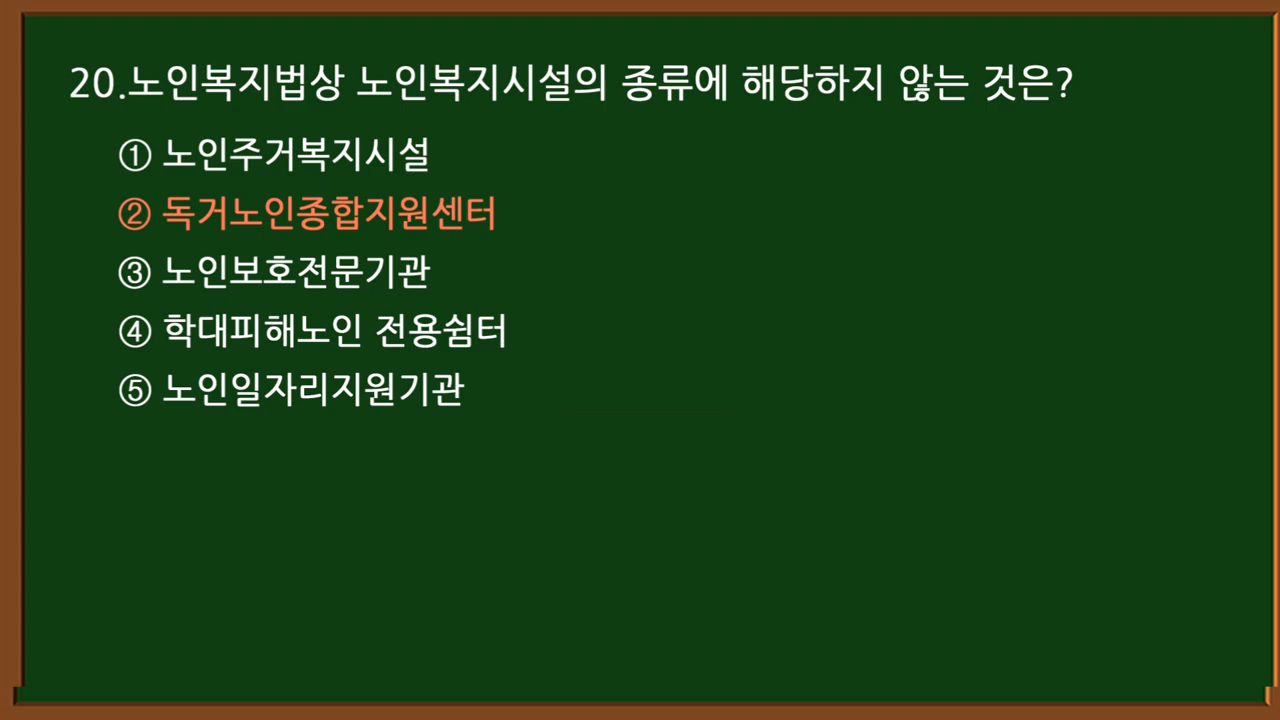 20.노인복지법상 노인복지시설의 종류에 해당하지 않는 것은?
① 노인주거복지시설
② 독거노인종합지원센터
③ 노인보호전문기관
④ 학대피해노인 전용쉼터
⑤ 노인일자리지원기관